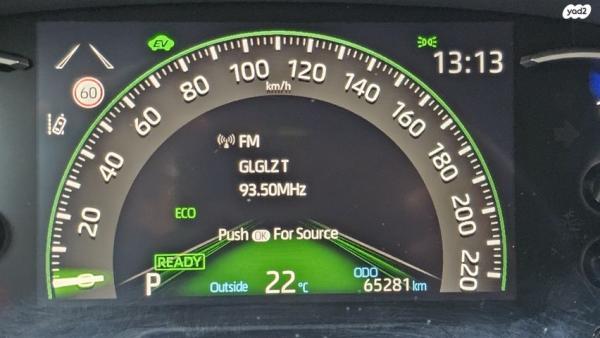 yad2
EV
13:13
60
0 20 40 60 80 100 120 140 160 180 200 220
km/h
FM
GLGLZ T
93.50MHz
ECO
Push OK For Source
READY
P
Outside 22°C
ODO
65281 km